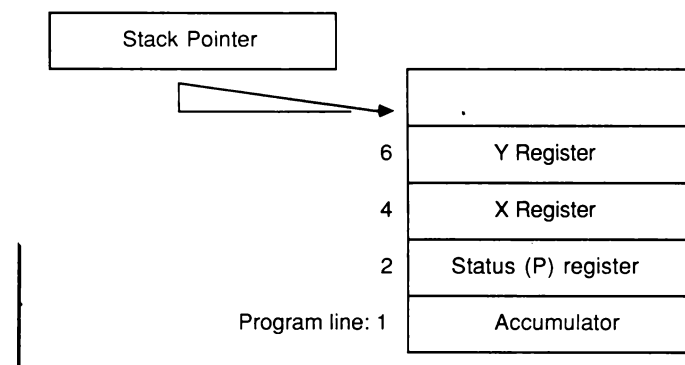 Stack Pointer
6 Y Register
4 X Register
2 Status (P) register
Program line: 1 Accumulator